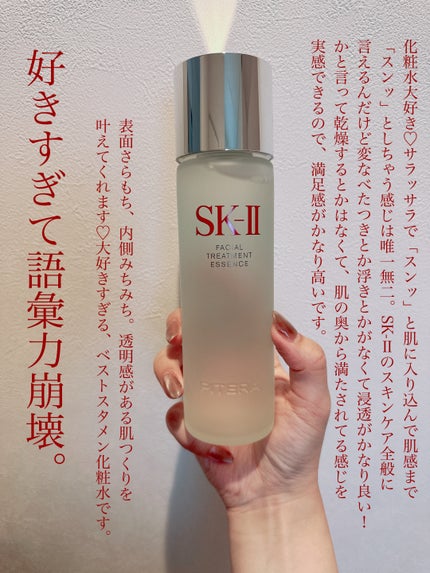 化粧水大好き♡サラッサラで「スンッ」と肌に入り込んで肌感まで
「スンッ」としちゃう感じは唯一無二。SK-Ⅱのスキンケア全般に
言えるんだけど変なべたつきとか浮きとかがなくて浸透がかなり良い！
かと言って乾燥するとかはなくて、肌の奥から満たされてる感じを
実感できるので、満足感がかなり高いです。
SK-II
FACIAL
TREATMENT
ESSENCE
PITERA
表面さらもち、内側みちみち。透明感がある肌つくりを
叶えてくれます♡大好きすぎる、ベストスタメン化粧水です。
好きすぎて語彙力崩壊。